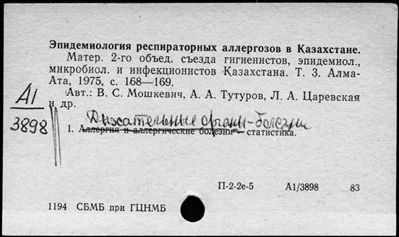 Эпидемиология респираторных аллергозов в Казахстане.
Матер. 2-го объед. съезда гигиенистов, эпидемиол.,
микробиол. и инфекционистов Казахстана. Т. 3. Алма-
Ата, 1975, с. 168—169.
Авт.: В. С. Мошкевич, А. А. Тутуров, Л. А. Царевская
и др.
А1
3898
Дыхательные органы-болезни
1. Аллергия и аллергические болезни статистика.
П-2-2е-5 А1/3898 83
1194 СБМБ при ГЦНМБ